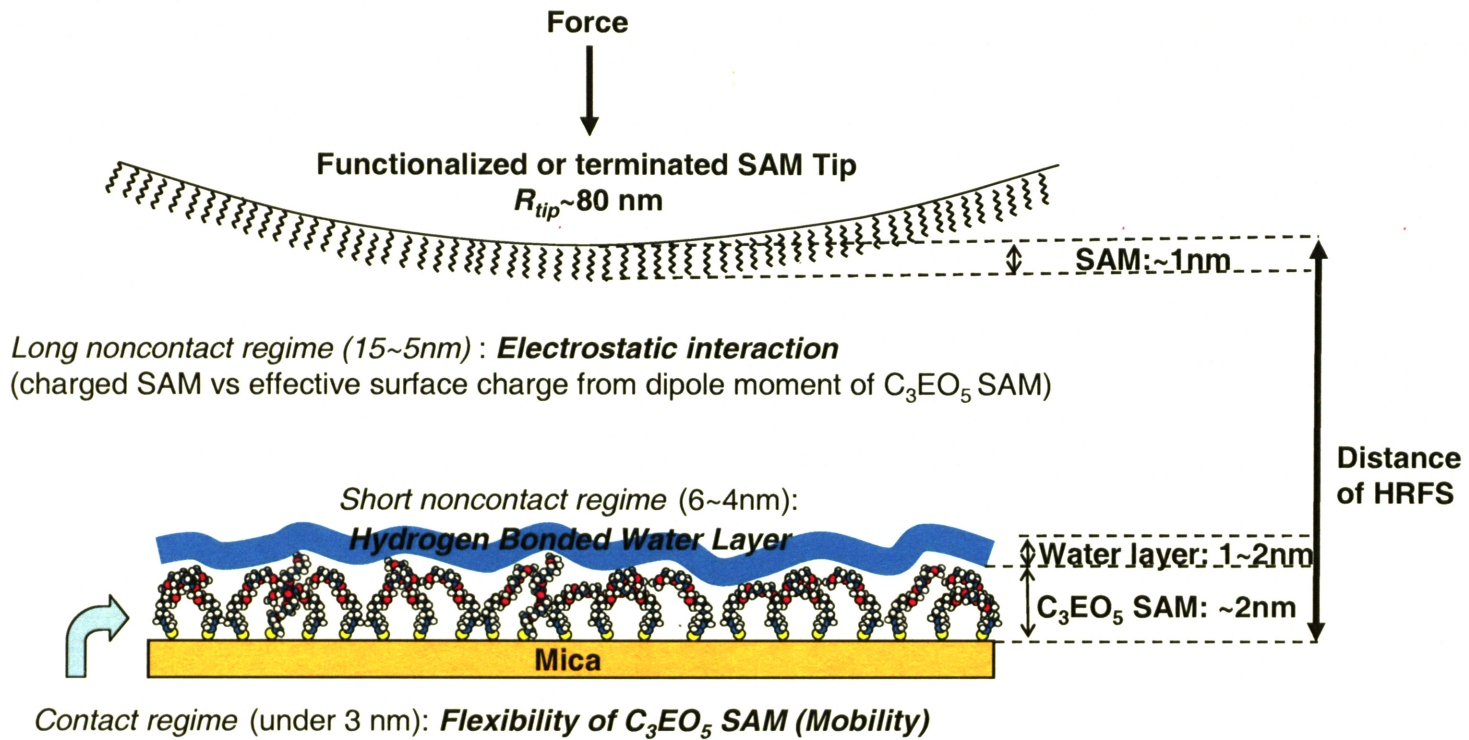 Force
Functionalized or terminated SAM Tip
R_tip~80 nm
SAM:~1nm
Long noncontact regime (15~5nm) : Electrostatic interaction
(charged SAM vs effective surface charge from dipole moment of C₃EO₅ SAM)
Distance
of HRFS
Short noncontact regime (6~4nm):
Hydrogen Bonded Water Layer
Water layer: 1~2nm
C₃EO₅ SAM: ~2nm
Mica
Contact regime (under 3 nm): Flexibility of C₃EO₅ SAM (Mobility)